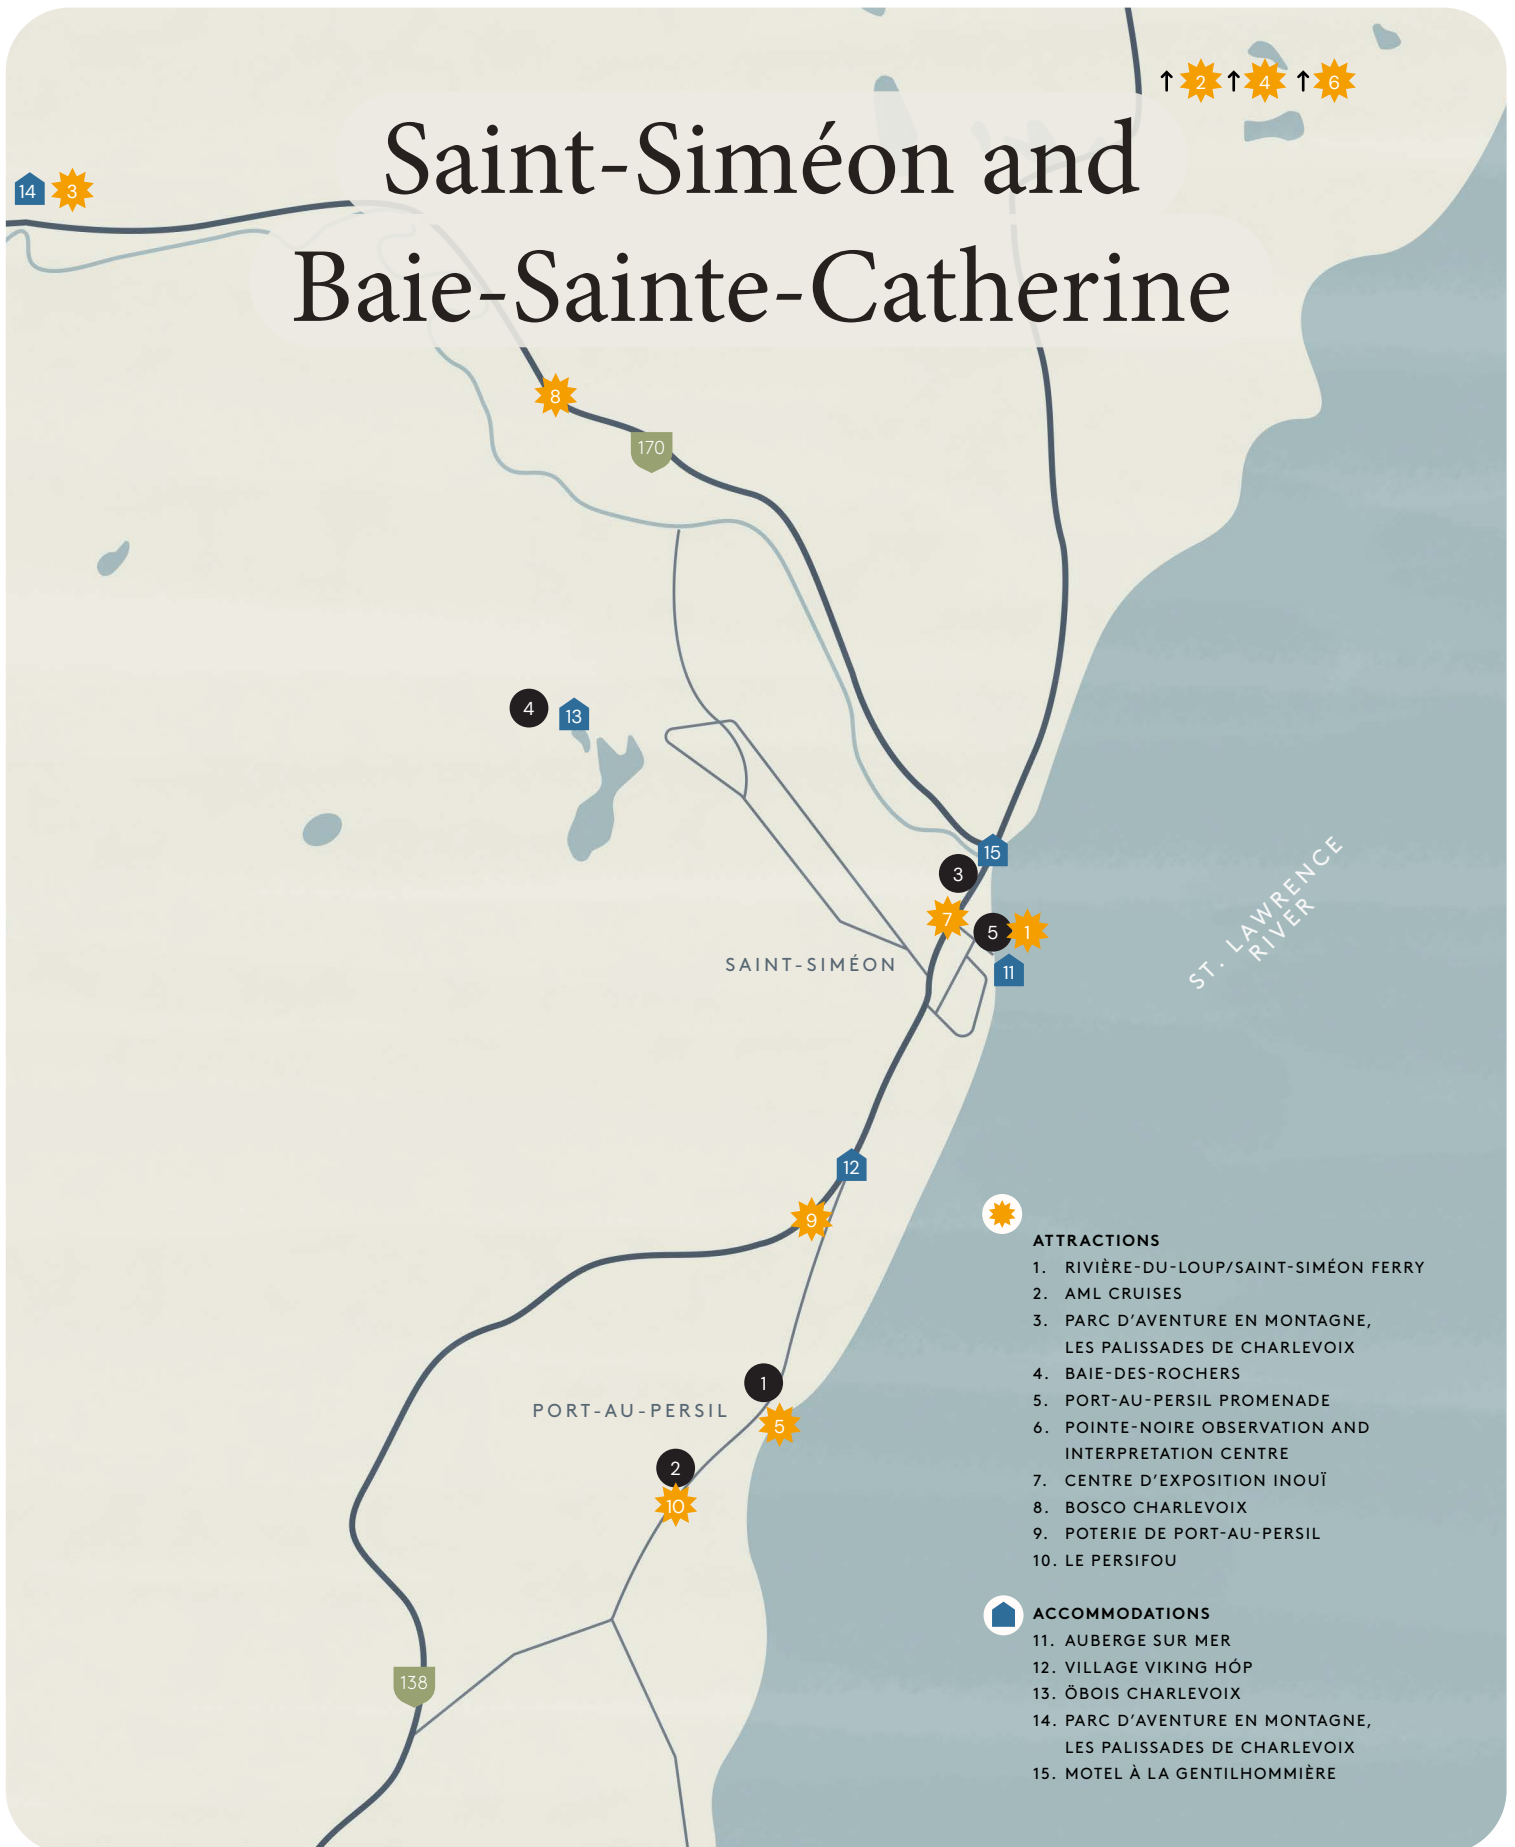 ↑ 2 ↑ 4 ↑ 6
Saint-Siméon and
14 3
Baie-Sainte-Catherine
8
170
4 13
15
3
7 5 1
SAINT-SIMÉON
11
ST. LAWRENCE
RIVER
12
9
1
PORT-AU-PERSIL
5
2
10
138
ATTRACTIONS
1. RIVIÈRE-DU-LOUP/SAINT-SIMÉON FERRY
2. AML CRUISES
3. PARC D’AVENTURE EN MONTAGNE,
LES PALISSADES DE CHARLEVOIX
4. BAIE-DES-ROCHERS
5. PORT-AU-PERSIL PROMENADE
6. POINTE-NOIRE OBSERVATION AND
INTERPRETATION CENTRE
7. CENTRE D’EXPOSITION INOUÏ
8. BOSCO CHARLEVOIX
9. POTERIE DE PORT-AU-PERSIL
10. LE PERSIFOU
ACCOMMODATIONS
11. AUBERGE SUR MER
12. VILLAGE VIKING HÓP
13. ÖBOIS CHARLEVOIX
14. PARC D’AVENTURE EN MONTAGNE,
LES PALISSADES DE CHARLEVOIX
15. MOTEL À LA GENTILHOMMIÈRE